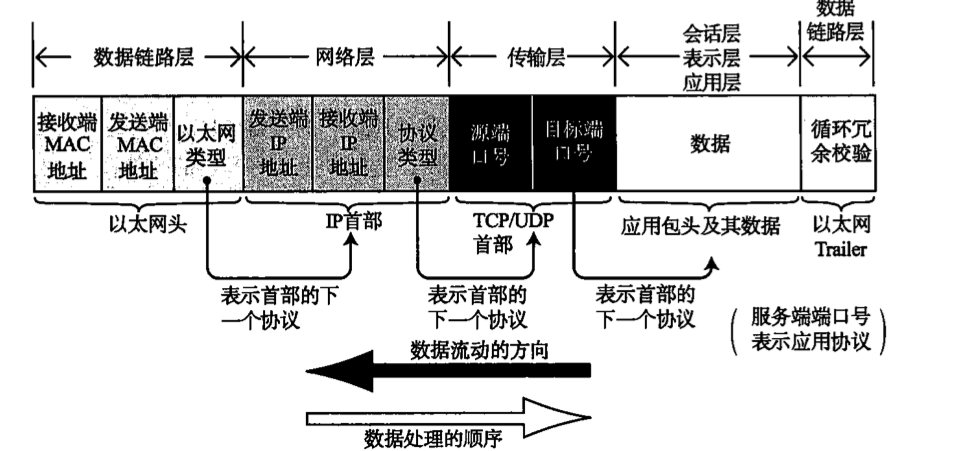 数据链路层
网络层
传输层
会话层
表示层
应用层
数据
链路层
接收端
MAC
地址
发送端
MAC
地址
以太网
类型
发送端
IP
地址
接收端
IP
地址
协议
类型
源端
口号
目标端
口号
数据
循环冗
余校验
以太网头
IP首部
TCP/UDP
首部
应用包头及其数据
以太网
Trailer
表示首部的下
一个协议
表示首部的
下一个协议
表示首部的
下一个协议
(服务端端口号
表示应用协议)
数据流动的方向
数据处理的顺序